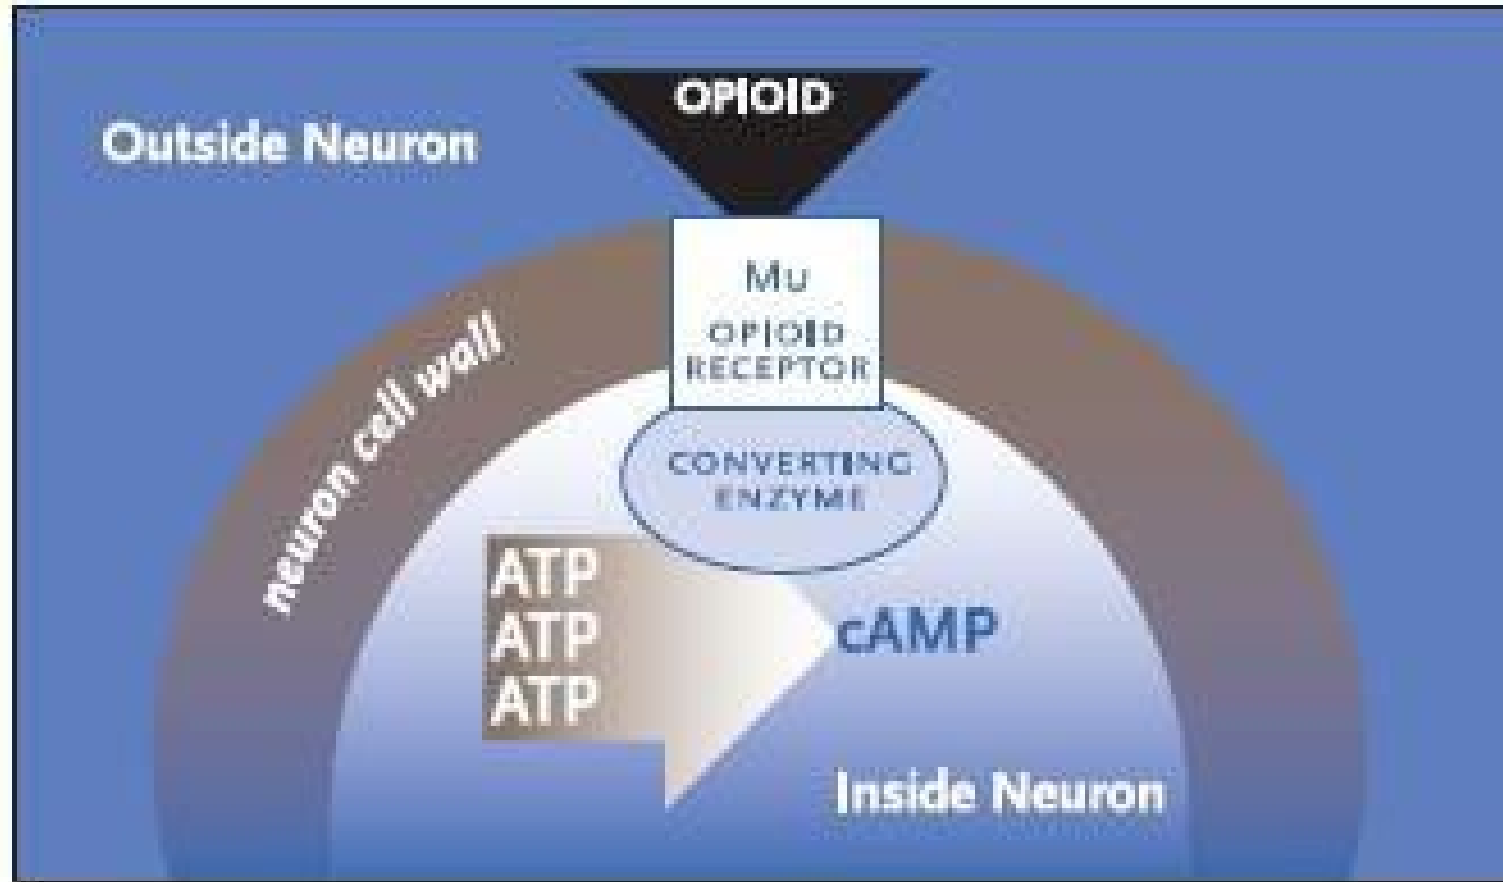 OPIOID
Outside Neuron
Mu
OPIOID
RECEPTOR
neuron cell wall
CONVERTING
ENZYME
ATP
ATP
ATP
cAMP
Inside Neuron